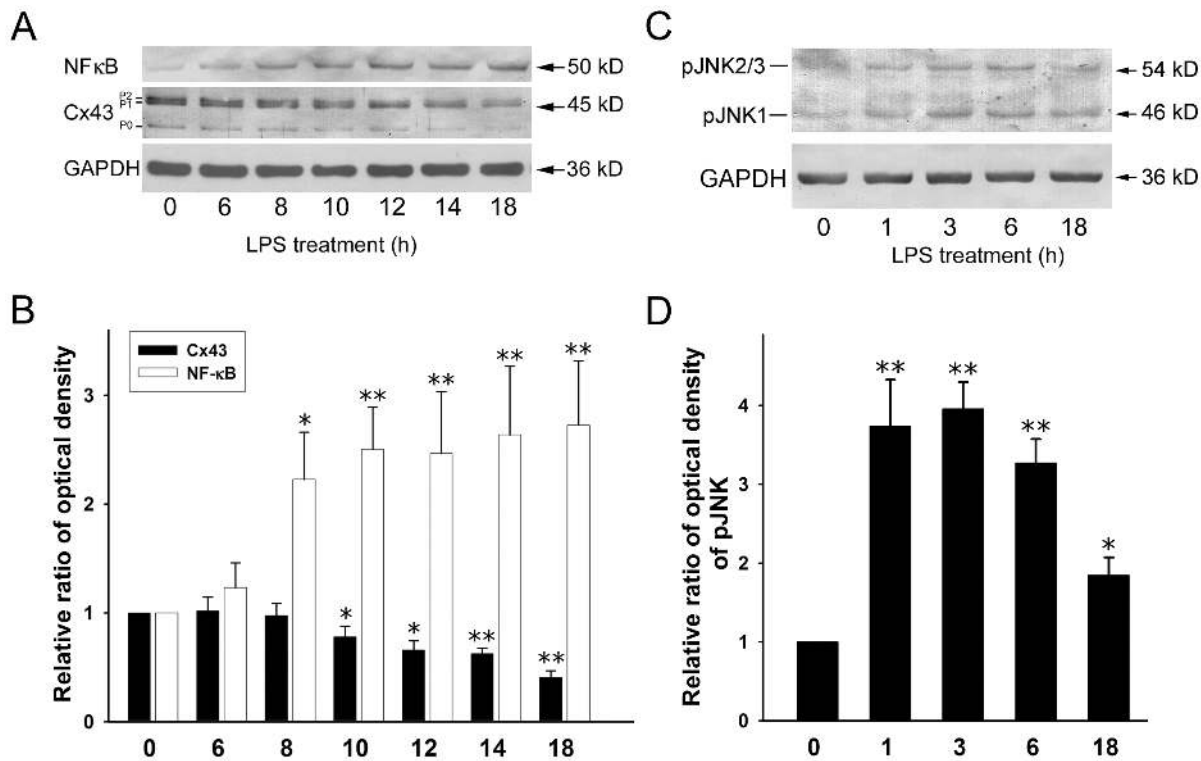 A
NFκB
50 kD
P2
P1
Cx43
45 kD
P0
GAPDH
36 kD
0 6 8 10 12 14 18
LPS treatment (h)
C
pJNK2/3
54 kD
pJNK1
46 kD
GAPDH
36 kD
0 1 3 6 18
LPS treatment (h)
B
Relative ratio of optical density
Cx43
NF-κB
3
2
1
0
* ** ** ** **
* * ** **
0 6 8 10 12 14 18
D
Relative ratio of optical density
of pJNK
4
3
2
1
0
** ** ** *
0 1 3 6 18